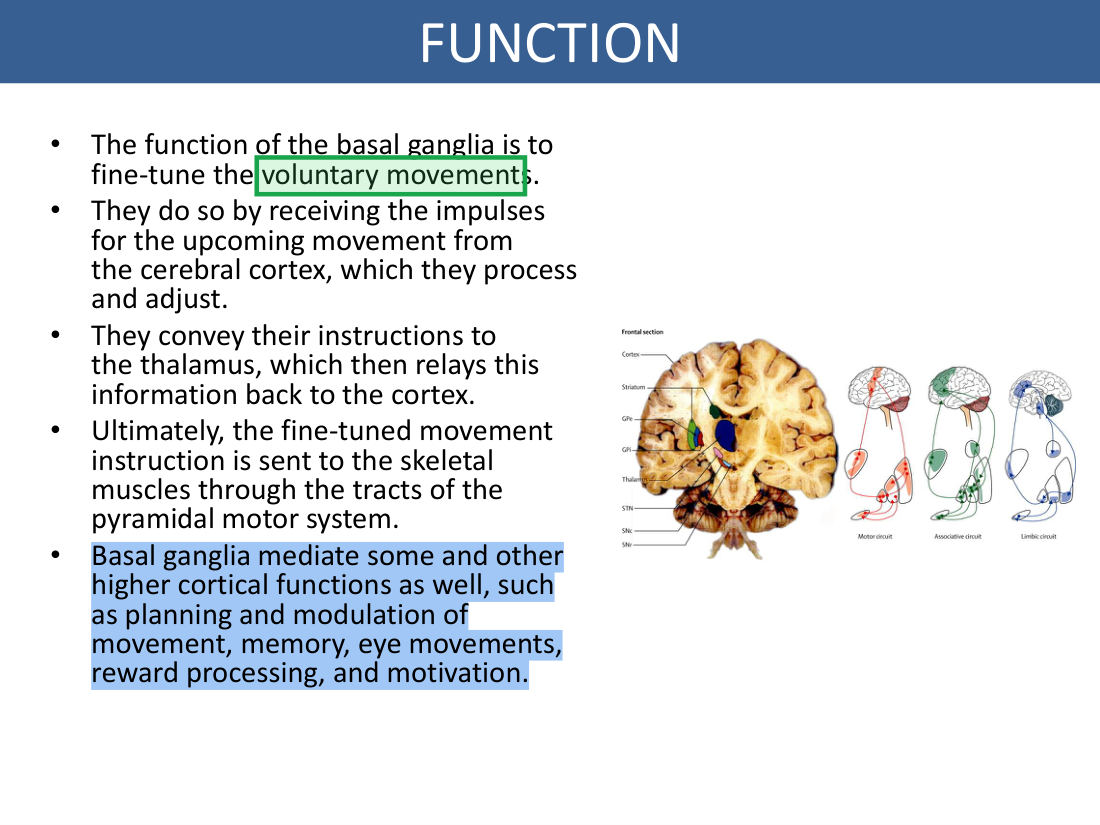 FUNCTION
• The function of the basal ganglia is to
fine-tune the voluntary movements.
• They do so by receiving the impulses
for the upcoming movement from
the cerebral cortex, which they process
and adjust.
• They convey their instructions to
the thalamus, which then relays this
information back to the cortex.
• Ultimately, the fine-tuned movement
instruction is sent to the skeletal
muscles through the tracts of the
pyramidal motor system.
• Basal ganglia mediate some and other
higher cortical functions as well, such
as planning and modulation of
movement, memory, eye movements,
reward processing, and motivation.
Frontal section
Cortex
Striatum
GPe
GPi
Thalamus
STN
SNc
SNr
Motor circuit
Associative circuit
Limbic circuit